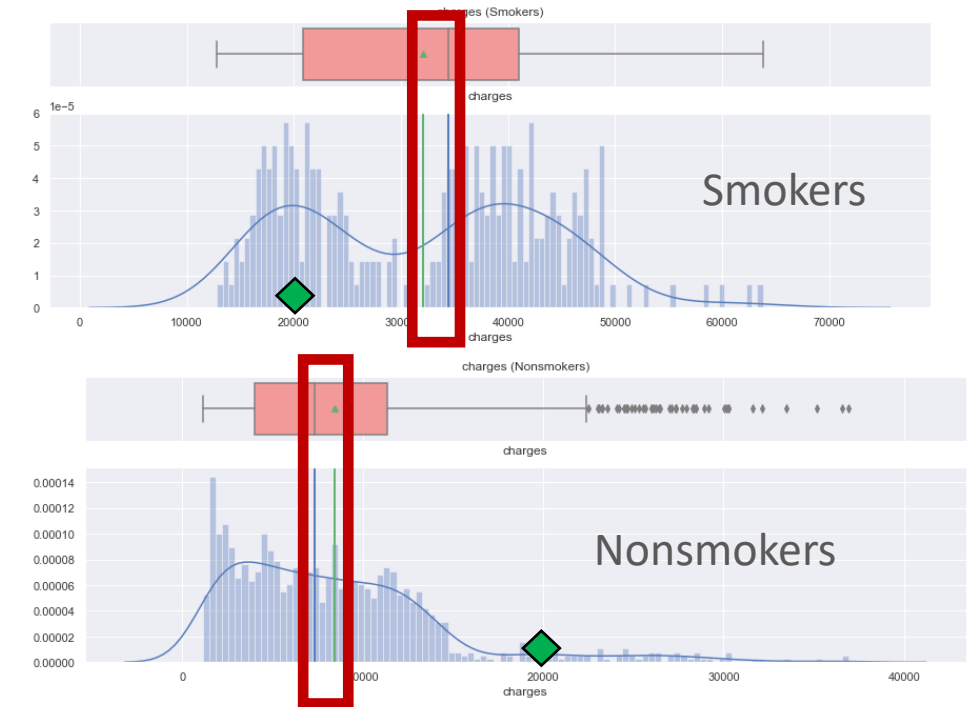 charges (Smokers)
charges
1e−5
6
5
4
3
2
1
0
Smokers
0 10000 20000 40000 50000 60000 70000
charges
charges (Nonsmokers)
charges
0.00014
0.00012
0.00010
0.00008
0.00006
0.00004
0.00002
0.00000
Nonsmokers
0 20000 30000 40000
charges